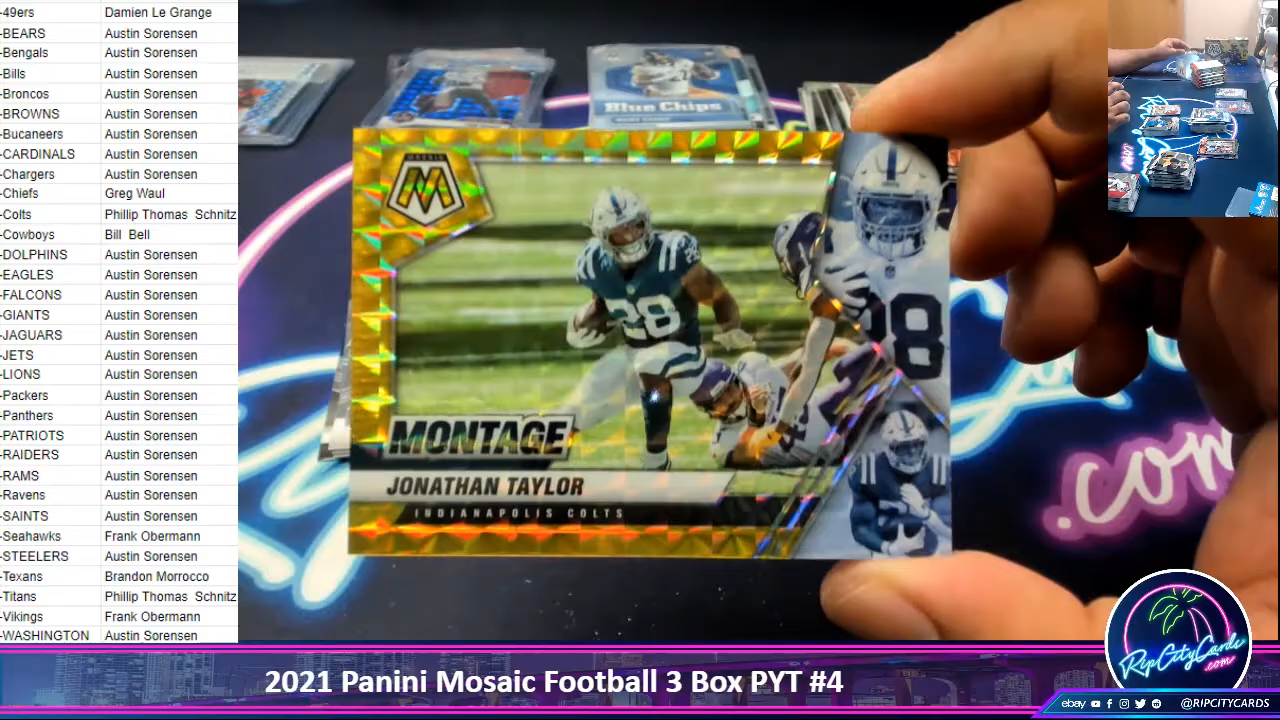 -49ers Damien Le Grange
-BEARS Austin Sorensen
-Bengals Austin Sorensen
-Bills Austin Sorensen
-Broncos Austin Sorensen
-BROWNS Austin Sorensen
-Bucaneers Austin Sorensen
-CARDINALS Austin Sorensen
-Chargers Austin Sorensen
-Chiefs Greg Waul
-Colts Phillip Thomas Schnitz
-Cowboys Bill Bell
-DOLPHINS Austin Sorensen
-EAGLES Austin Sorensen
-FALCONS Austin Sorensen
-GIANTS Austin Sorensen
-JAGUARS Austin Sorensen
-JETS Austin Sorensen
-LIONS Austin Sorensen
-Packers Austin Sorensen
-Panthers Austin Sorensen
-PATRIOTS Austin Sorensen
-RAIDERS Austin Sorensen
-RAMS Austin Sorensen
-Ravens Austin Sorensen
-SAINTS Austin Sorensen
-Seahawks Frank Obermann
-STEELERS Austin Sorensen
-Texans Brandon Morrocco
-Titans Phillip Thomas Schnitz
-Vikings Frank Obermann
-WASHINGTON Austin Sorensen
Blue Chips
MOSAIC
M
28
8
MONTAGE
JONATHAN TAYLOR
INDIANAPOLIS COLTS
.com
2021 Panini Mosaic Football 3 Box PYT #4
RipCityCards
.com
ebay @RIPCITYCARDS